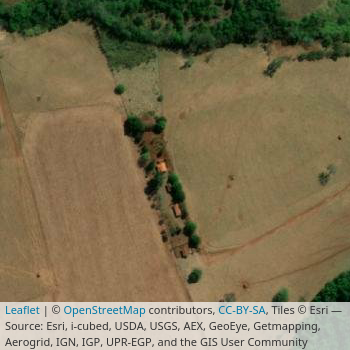 Leaflet | © OpenStreetMap contributors, CC-BY-SA, Tiles © Esri —
Source: Esri, i-cubed, USDA, USGS, AEX, GeoEye, Getmapping,
Aerogrid, IGN, IGP, UPR-EGP, and the GIS User Community